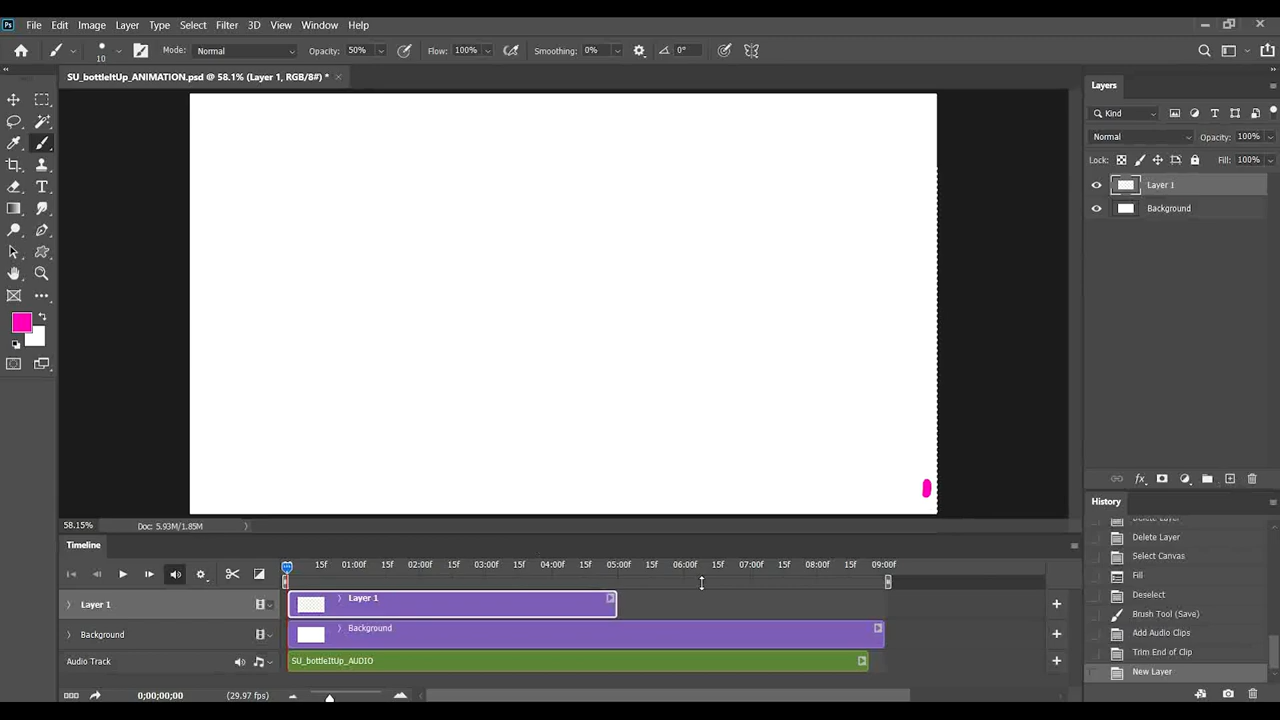 Ps File Edit Image Layer Type Select Filter 3D View Window Help
10 Mode: Normal Opacity: 50% Flow: 100% Smoothing: 0% 0°
SU_bottleItUp_ANIMATION.psd @ 58.1% (Layer 1, RGB/8#) *
Layers
Kind
Normal Opacity: 100%
Lock: Fill: 100%
Layer 1
Background
fx
History
Delete Layer
Delete Layer
Select Canvas
Fill
Deselect
Brush Tool (Save)
Add Audio Clips
Trim End of Clip
New Layer
58.15% Doc: 5.93M/1.85M
Timeline
15f 01:00f 15f 02:00f 15f 03:00f 15f 04:00f 15f 05:00f 15f 06:00f 15f 07:00f 15f 08:00f 15f 09:00f
Layer 1 Layer 1
Background Background
Audio Track SU_bottleItUp_AUDIO
0;00;00;00 (29.97 fps)